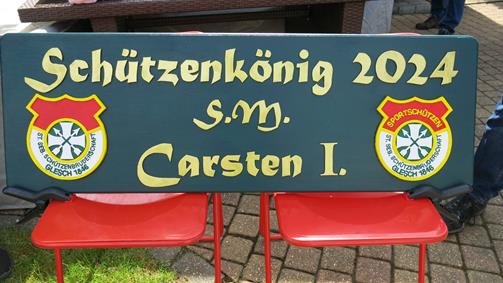 Schützenkönig 2024
S.M.
Carsten I.
ST. SEB. SCHÜTZENBRUDERSCHAFT
GLESCH 1846
SPORTSCHÜTZEN
ST. SEB. SCHÜTZENBRUDERSCHAFT
GLESCH 1846